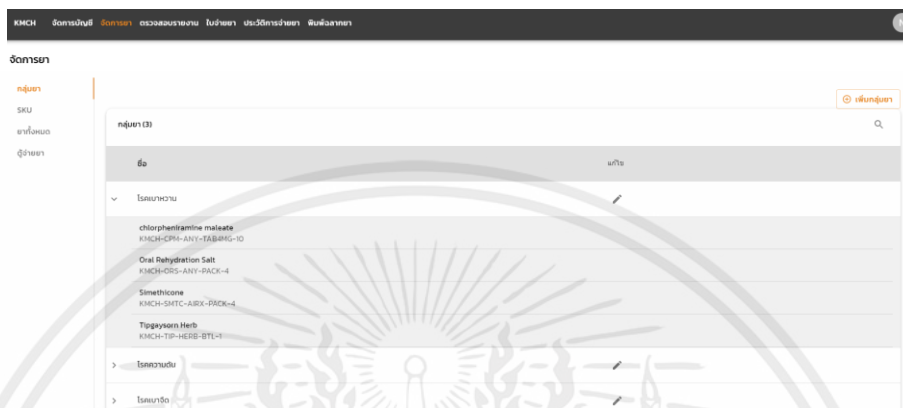 KMCH จัดการบัญชี จัดการยา ตรวจสอบรายงาน ใบจ่ายยา ประวัติการจ่ายยา พิมพ์ฉลากยา
จัดการยา
กลุ่มยา
SKU
ยาทั้งหมด
ตู้จ่ายยา
เพิ่มกลุ่มยา
กลุ่มยา (3)
ชื่อ แก้ไข
โรคเบาหวาน
chlorpheniramine maleate
KMCH-CPM-ANY-TAB4MG-10
Oral Rehydration Salt
KMCH-ORS-ANY-PACK-4
Simethicone
KMCH-SMTC-AIRX-PACK-4
Tipgaysorn Herb
KMCH-TIP-HERB-BTL-1
โรคความดัน
โรคเบาจืด